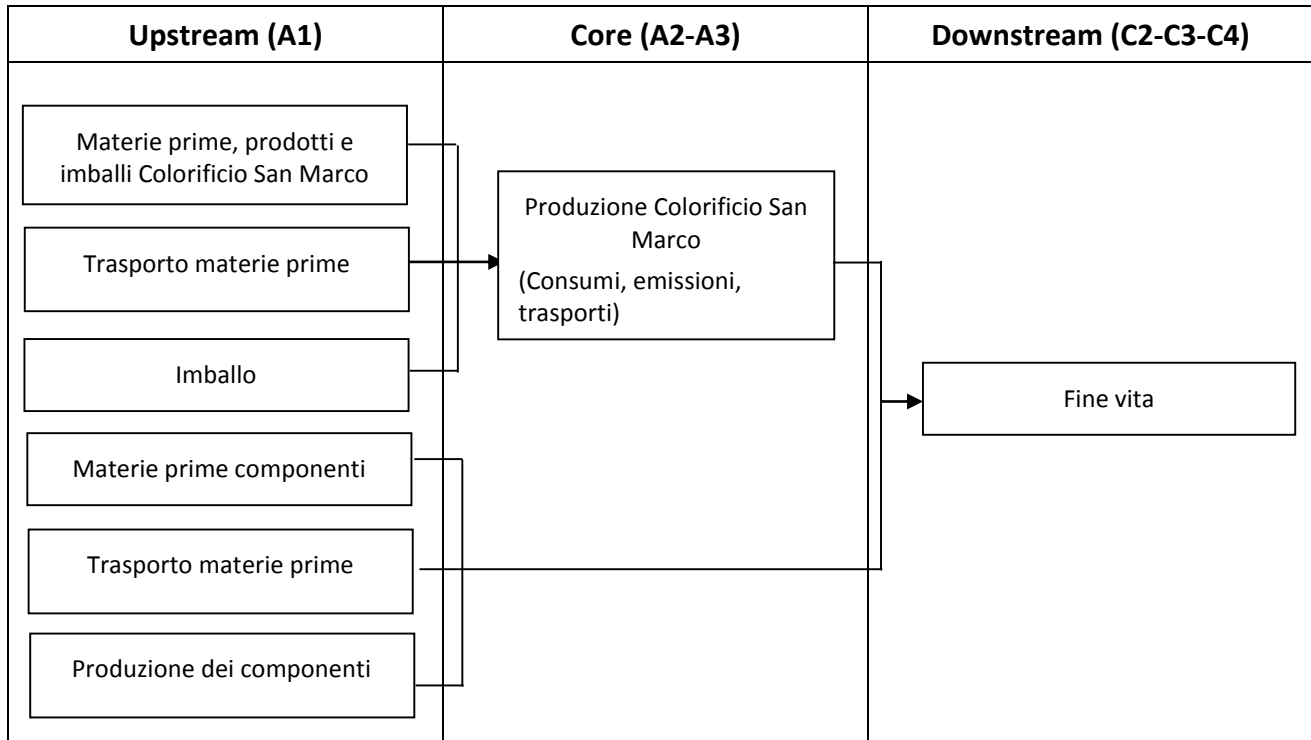 Upstream (A1)
Core (A2-A3)
Downstream (C2-C3-C4)
Materie prime, prodotti e
imballi Colorificio San Marco
Trasporto materie prime
Imballo
Materie prime componenti
Trasporto materie prime
Produzione dei componenti
Produzione Colorificio San
Marco
(Consumi, emissioni,
trasporti)
Fine vita